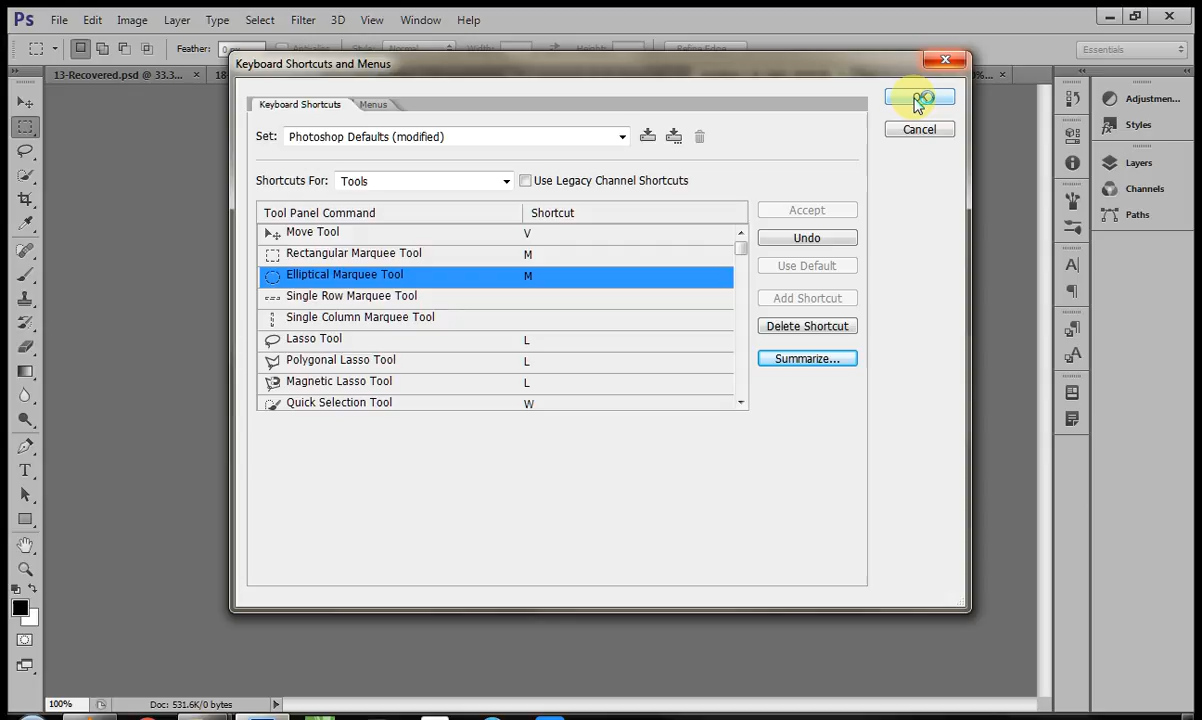 Ps File Edit Image Layer Type Select Filter 3D View Window Help
Feather: Essentials
13-Recovered.psd @ 33.3...
Keyboard Shortcuts and Menus
Keyboard Shortcuts Menus
Set: Photoshop Defaults (modified)
Cancel
Shortcuts For: Tools Use Legacy Channel Shortcuts
Tool Panel Command Shortcut
Move Tool V
Rectangular Marquee Tool M
Elliptical Marquee Tool M
Single Row Marquee Tool
Single Column Marquee Tool
Lasso Tool L
Polygonal Lasso Tool L
Magnetic Lasso Tool L
Quick Selection Tool W
Accept
Undo
Use Default
Add Shortcut
Delete Shortcut
Summarize...
Adjustmen...
Styles
Layers
Channels
Paths
100% Doc: 531.6K/0 bytes